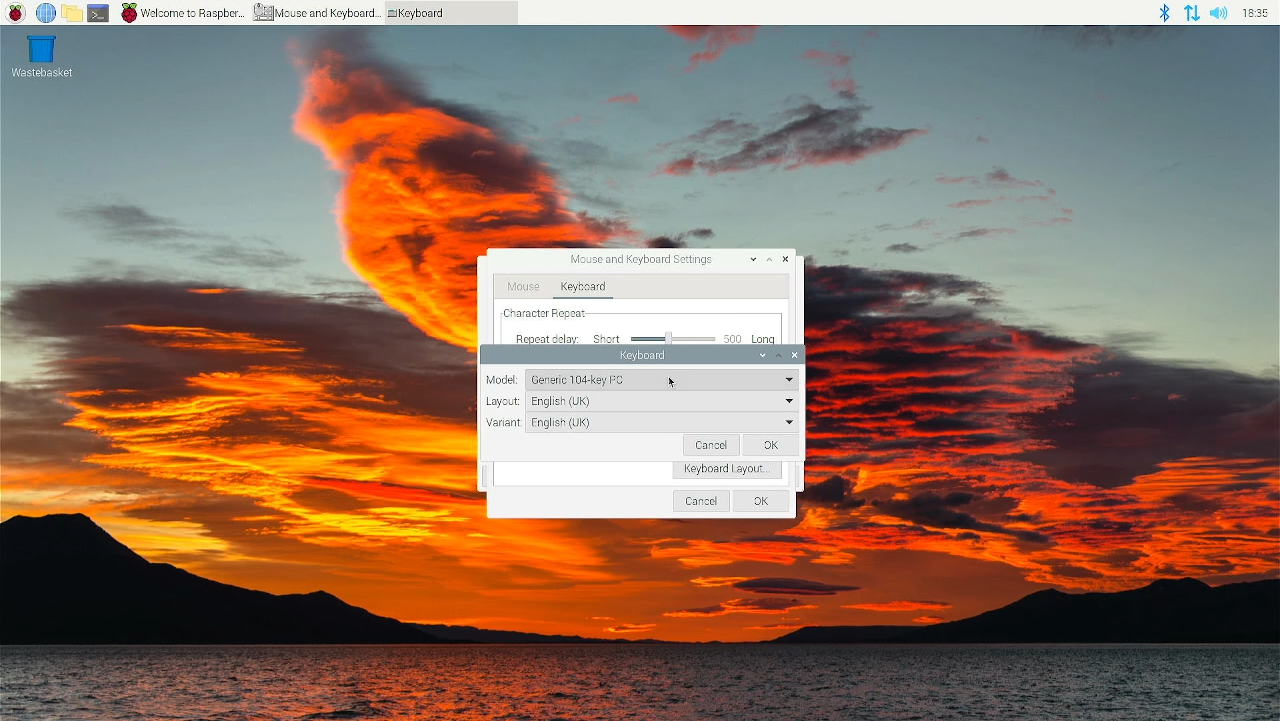 Welcome to Raspber...
Mouse and Keyboard...
Keyboard
18:35
Wastebasket
Mouse and Keyboard Settings
Mouse
Keyboard
Character Repeat
Repeat delay: Short 500 Long
Keyboard
Model: Generic 104-key PC
Layout: English (UK)
Variant: English (UK)
Cancel OK
Keyboard Layout...
Cancel OK